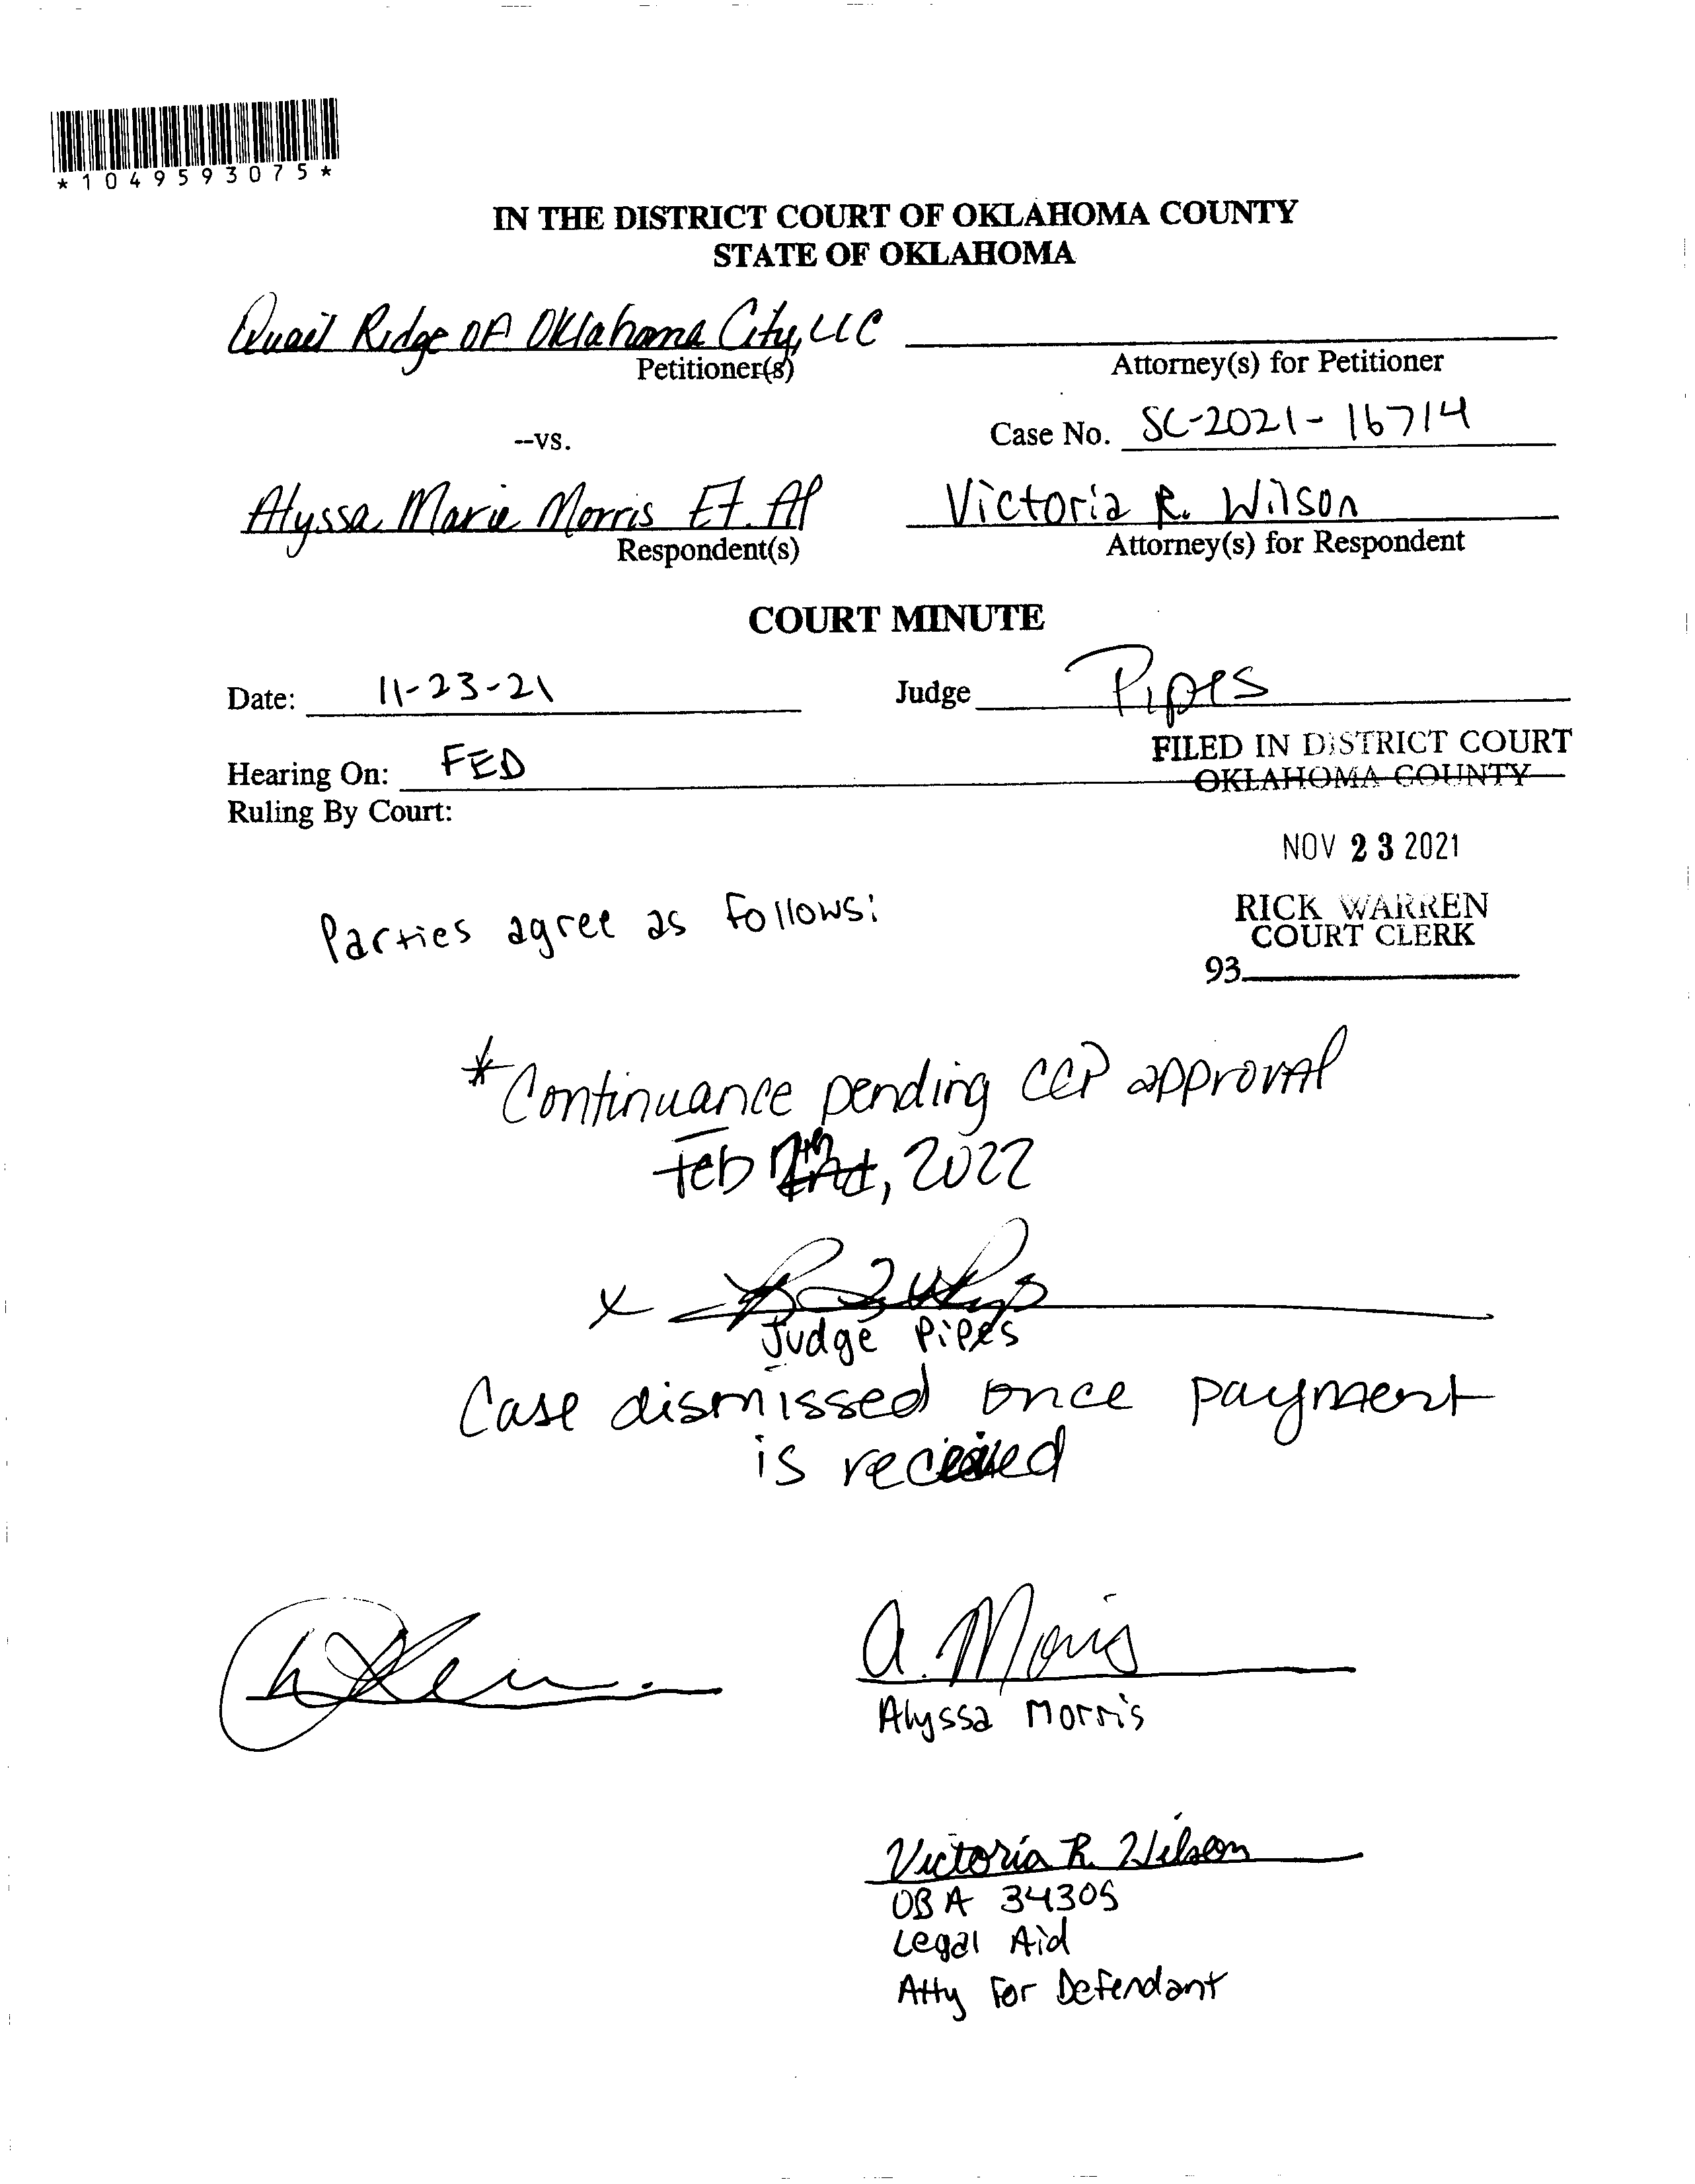 *1049593075*
IN THE DISTRICT COURT OF OKLAHOMA COUNTY
STATE OF OKLAHOMA
Quail Ridge OF Oklahoma City, LLC
Petitioner(s)
Attorney(s) for Petitioner
--vs.
Case No. SC-2021-16714
Alyssa Marie Morris Et. Al
Respondent(s)
Victoria R. Wilson
Attorney(s) for Respondent
COURT MINUTE
Date: 11-23-21
Judge Pipes
Hearing On: FED
FILED IN DISTRICT COURT
OKLAHOMA COUNTY
Ruling By Court:
NOV 23 2021
RICK WARREN
COURT CLERK
93
Parties agree as follows:
*Continuance pending CCP approval
Feb , 2022
x
Judge Pipes
Case dismissed once payment
is received
A. Morris
Alyssa Morris
Victoria R. Wilson
OBA 34305
Legal Aid
Atty For Defendant